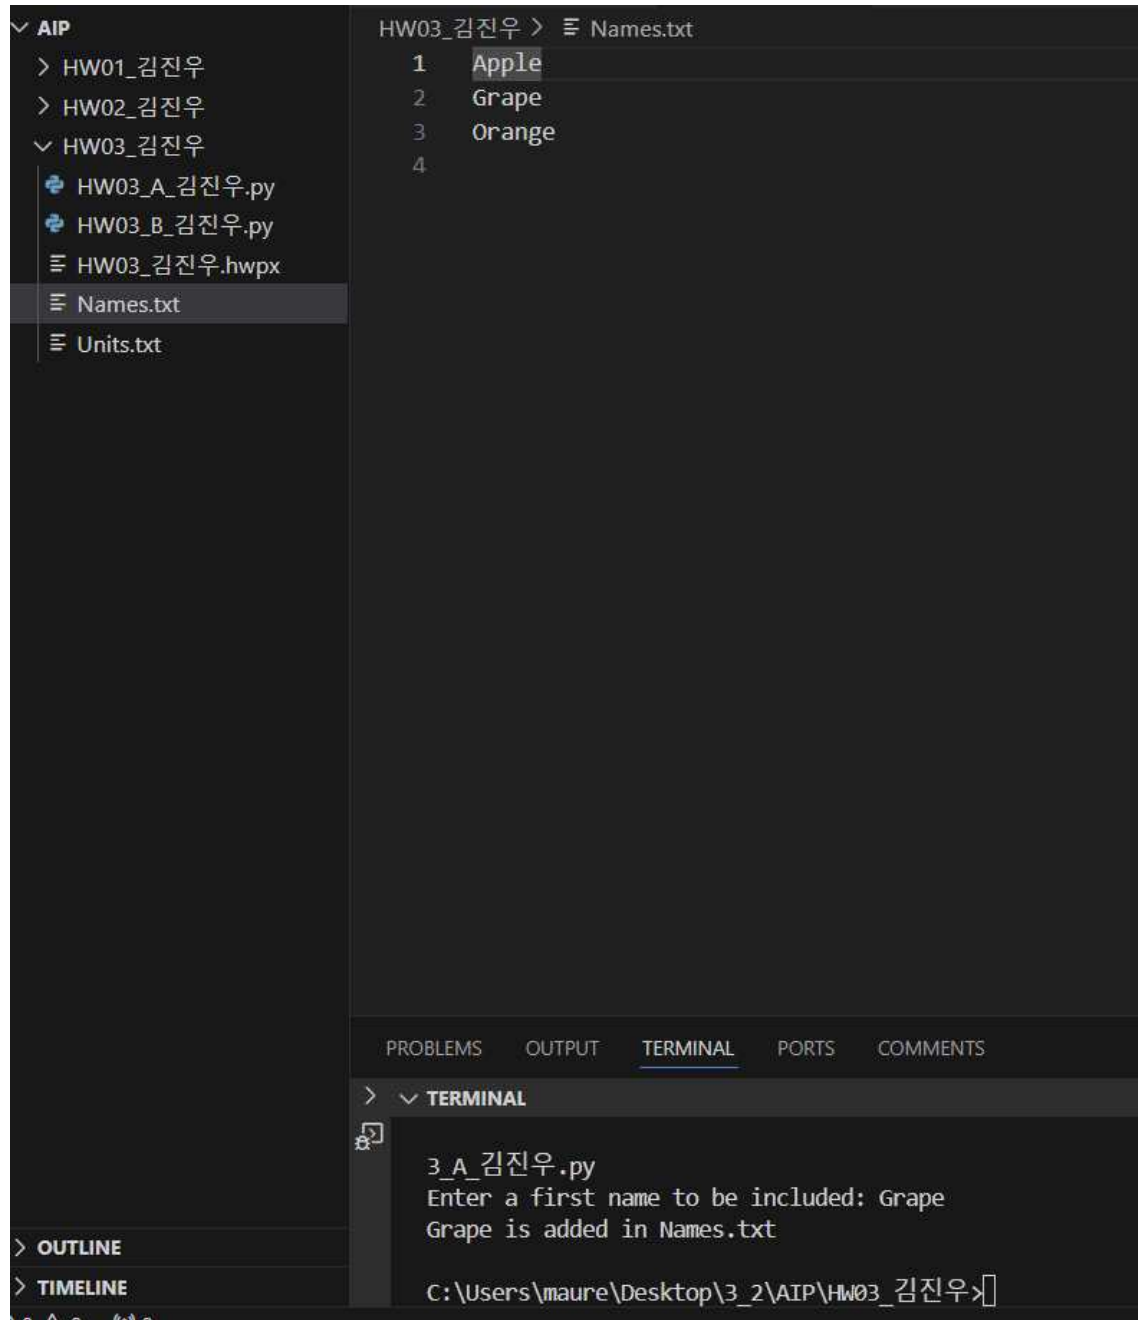 AIP
HW01_김진우
HW02_김진우
HW03_김진우
HW03_A_김진우.py
HW03_B_김진우.py
HW03_김진우.hwpx
Names.txt
Units.txt
OUTLINE
TIMELINE
HW03_김진우 > Names.txt
1 Apple
2 Grape
3 Orange
4
PROBLEMS OUTPUT TERMINAL PORTS COMMENTS
TERMINAL
3_A_김진우.py
Enter a first name to be included: Grape
Grape is added in Names.txt
C:\Users\maure\Desktop\3_2\AIP\HW03_김진우>